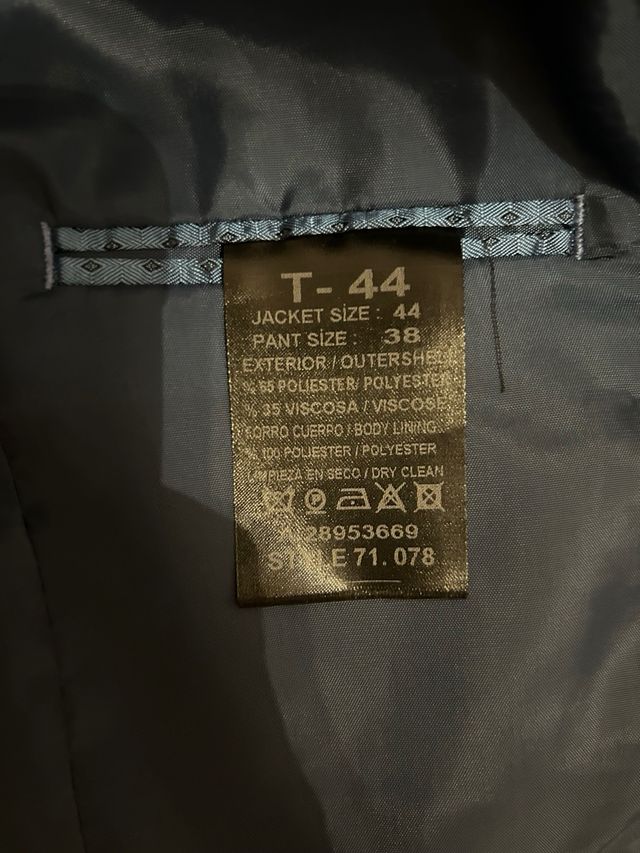 T- 44
JACKET SIZE : 44
PANT SIZE : 38
EXTERIOR / OUTERSHELL
% 65 POLIESTER/ POLYESTER
% 35 VISCOSA / VISCOSE
FORRO CUERPO / BODY LINING
% 100 POLIESTER / POLYESTER
LIMPIEZA EN SECO / DRY CLEAN
28953669
STYLE 71. 078